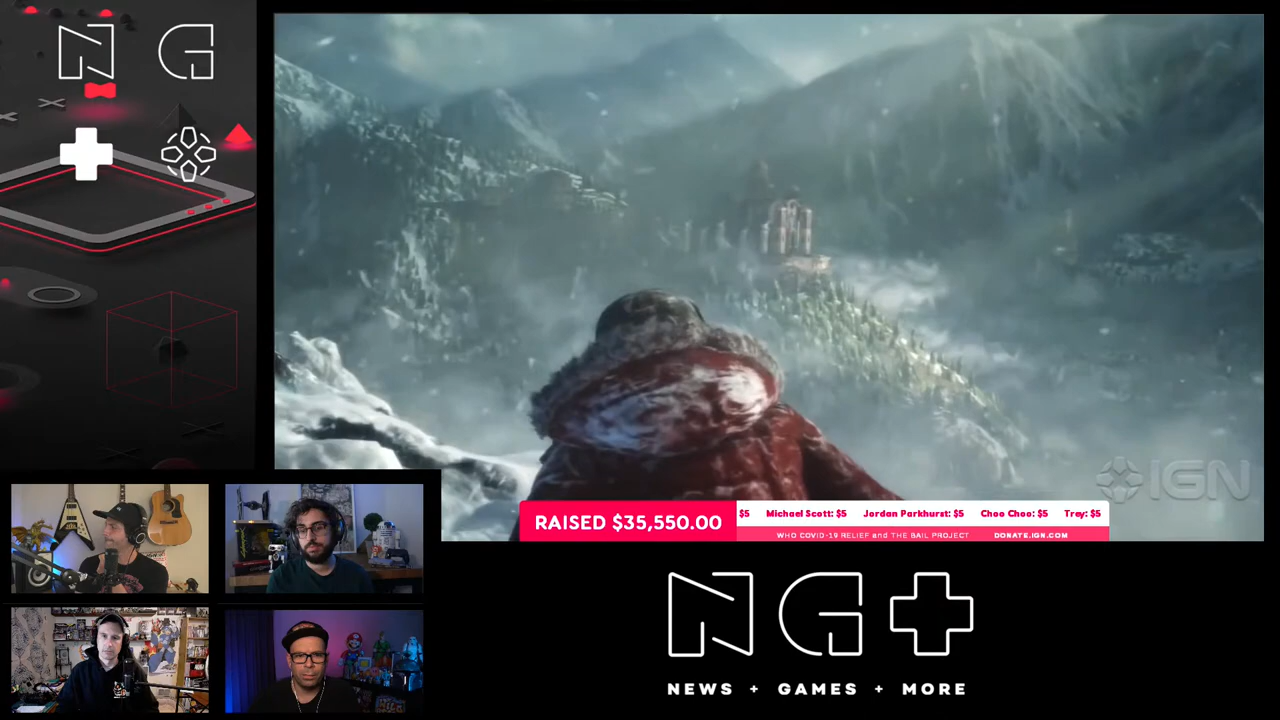 N G
IGN
RAISED $35,550.00
$5 Michael Scott: $5 Jordan Parkhurst: $5 Choo Choo: $5 Trey: $5
WHO COVID-19 RELIEF and THE BAIL PROJECT DONATE.IGN.COM
NG+
NEWS + GAMES + MORE